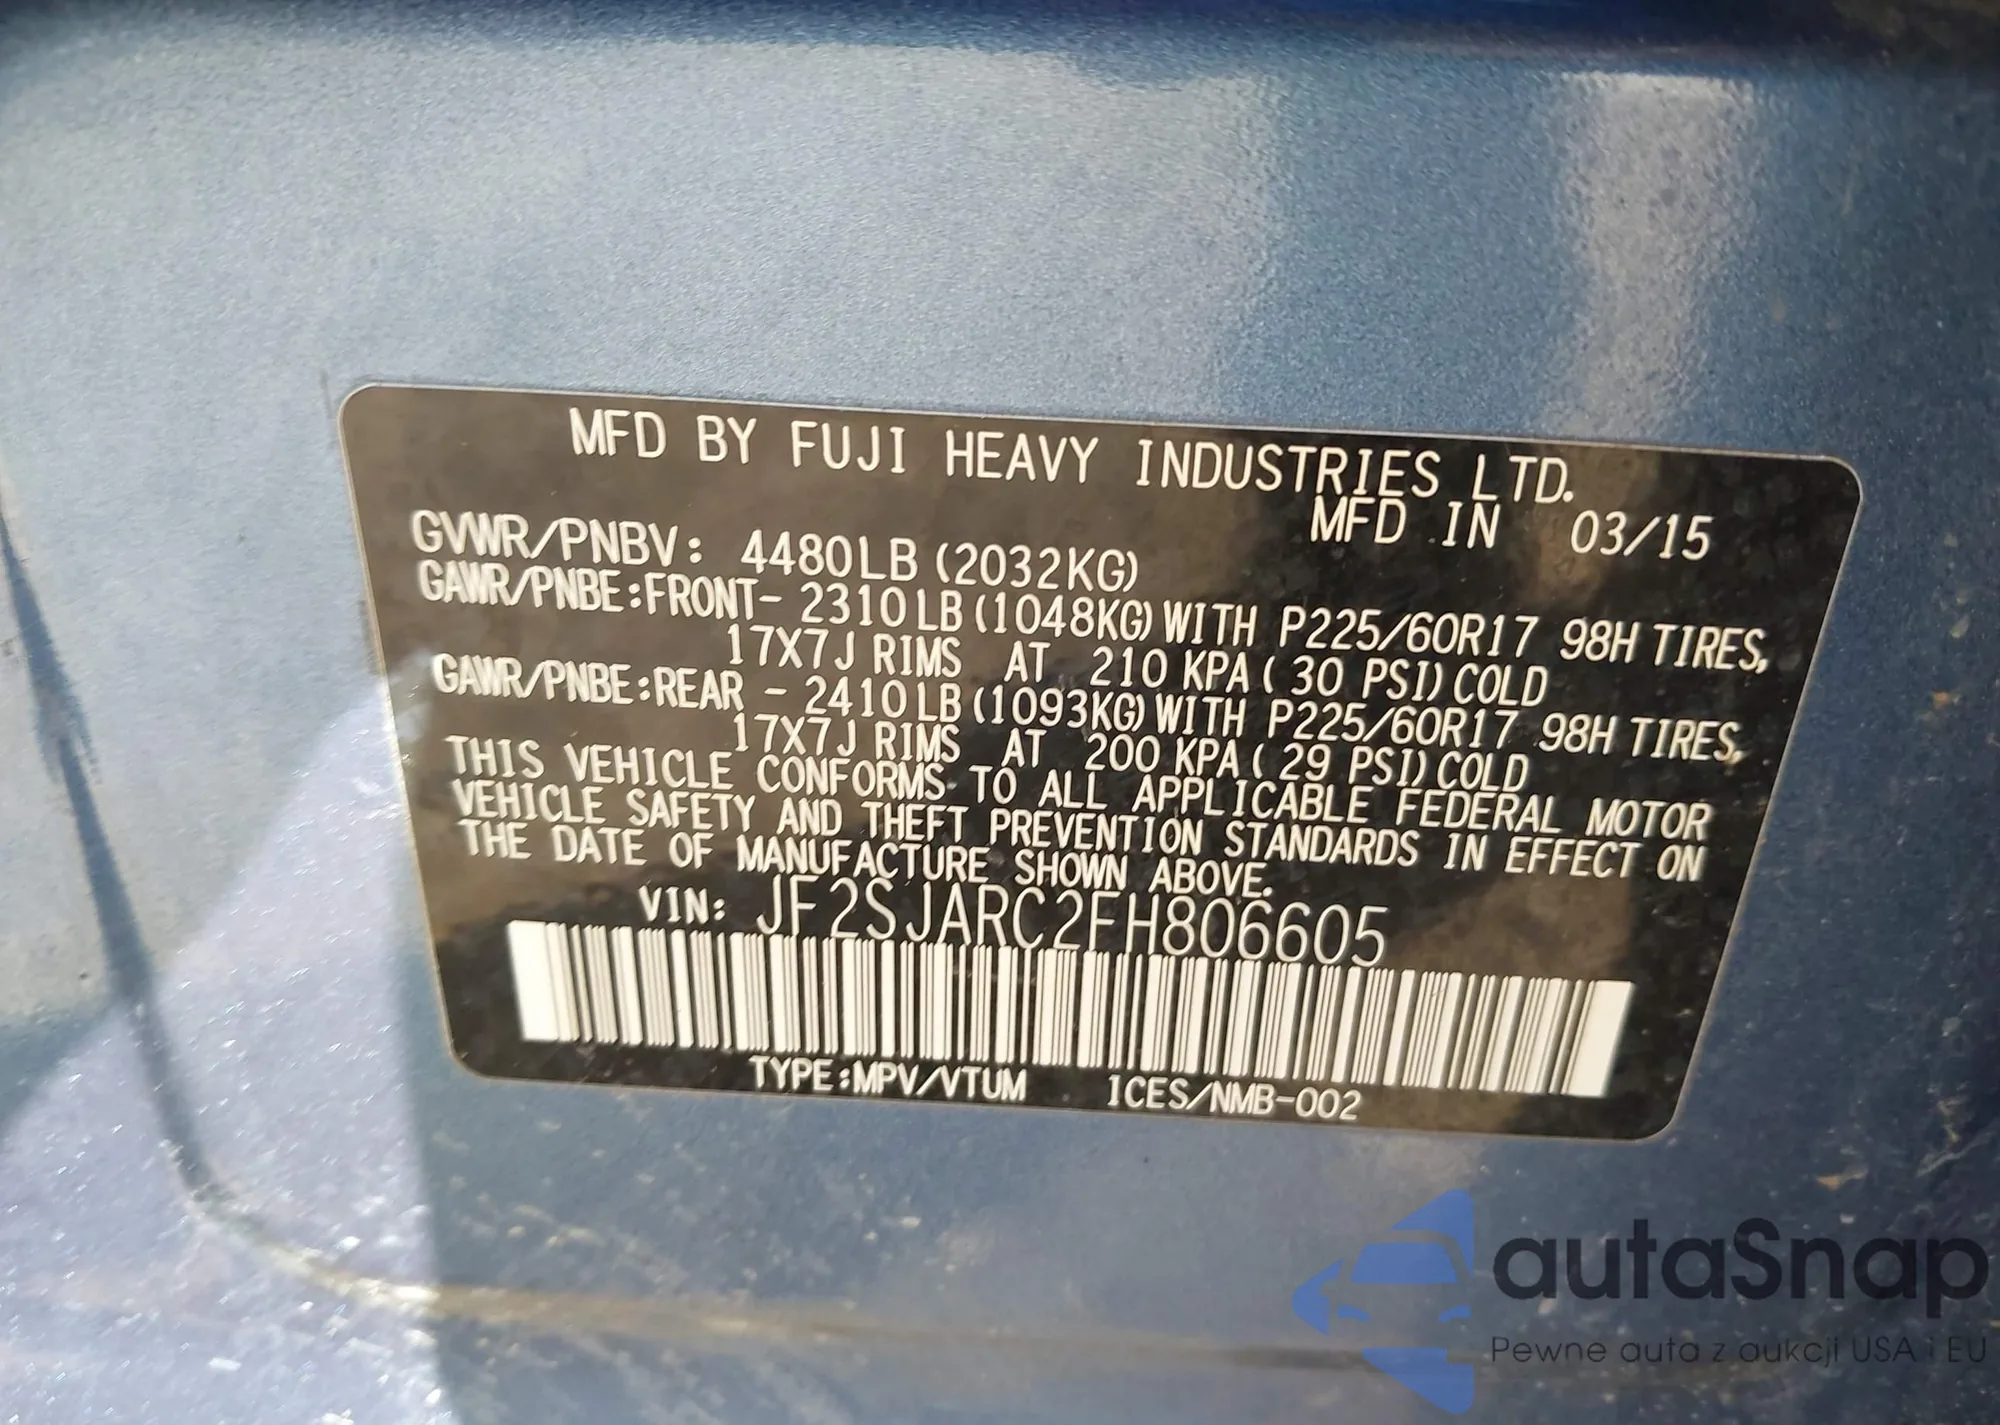 MFD BY FUJI HEAVY INDUSTRIES LTD.
MFD IN 03/15
GVWR/PNBV: 4480LB (2032KG)
GAWR/PNBE:FRONT- 2310LB(1048KG)WITH P225/60R17 98H TIRES,
17X7J RIMS AT 210 KPA( 30 PSI)COLD
GAWR/PNBE:REAR - 2410LB(1093KG)WITH P225/60R17 98H TIRES,
17X7J RIMS AT 200 KPA( 29 PSI)COLD
THIS VEHICLE CONFORMS TO ALL APPLICABLE FEDERAL MOTOR
VEHICLE SAFETY AND THEFT PREVENTION STANDARDS IN EFFECT ON
THE DATE OF MANUFACTURE SHOWN ABOVE.
VIN: JF2SJARC2FH806605
TYPE:MPV/VTUM ICES/NMB-002
autaSnap
Pewne auta z aukcji USA i EU